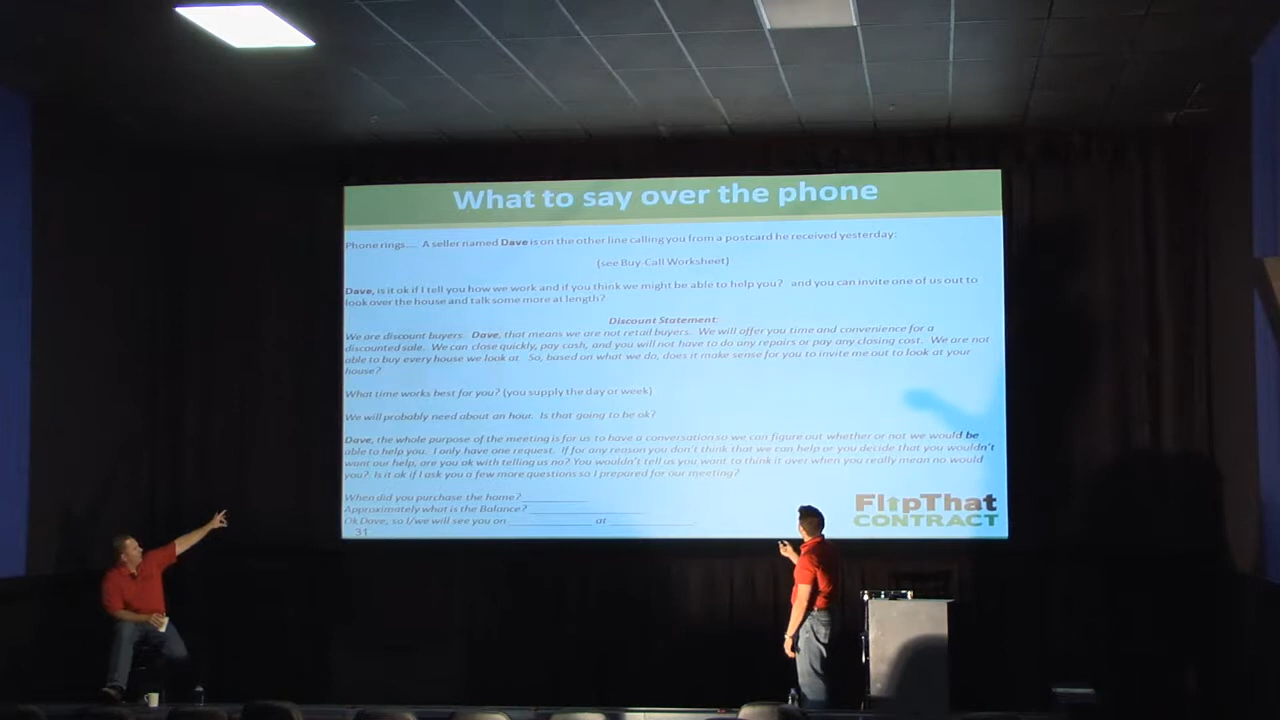 What to say over the phone
Phone rings.... A seller named Dave is on the other line calling you from a postcard he received yesterday:
(see Buy-Call Worksheet)
Dave, is it ok if I tell you how we work and if you think we might be able to help you? and you can invite one of us out to
look over the house and talk some more at length?
Discount Statement:
We are discount buyers. Dave, that means we are not retail buyers. We will offer you time and convenience for a
discounted sale. We can close quickly, pay cash, and you will not have to do any repairs or pay any closing cost. We are not
able to buy every house we look at. So, based on what we do, does it make sense for you to invite me out to look at your
house?
What time works best for you? (you supply the day or week)
We will probably need about an hour. Is that going to be ok?
Dave, the whole purpose of the meeting is for us to have a conversation so we can figure out whether or not we would be
able to help you. I only have one request. If for any reason you don't think that we can help or you decide that you wouldn't
want our help, are you ok with telling us no? You wouldn't tell us you want to think it over when you really mean no would
you? Is it ok if I ask you a few more questions so I prepared for our meeting?
When did you purchase the home?____________
Approximately what is the Balance? ____________________
Ok Dave, so I/we will see you on _______________ at _______________
31
FlipThat
CONTRACT